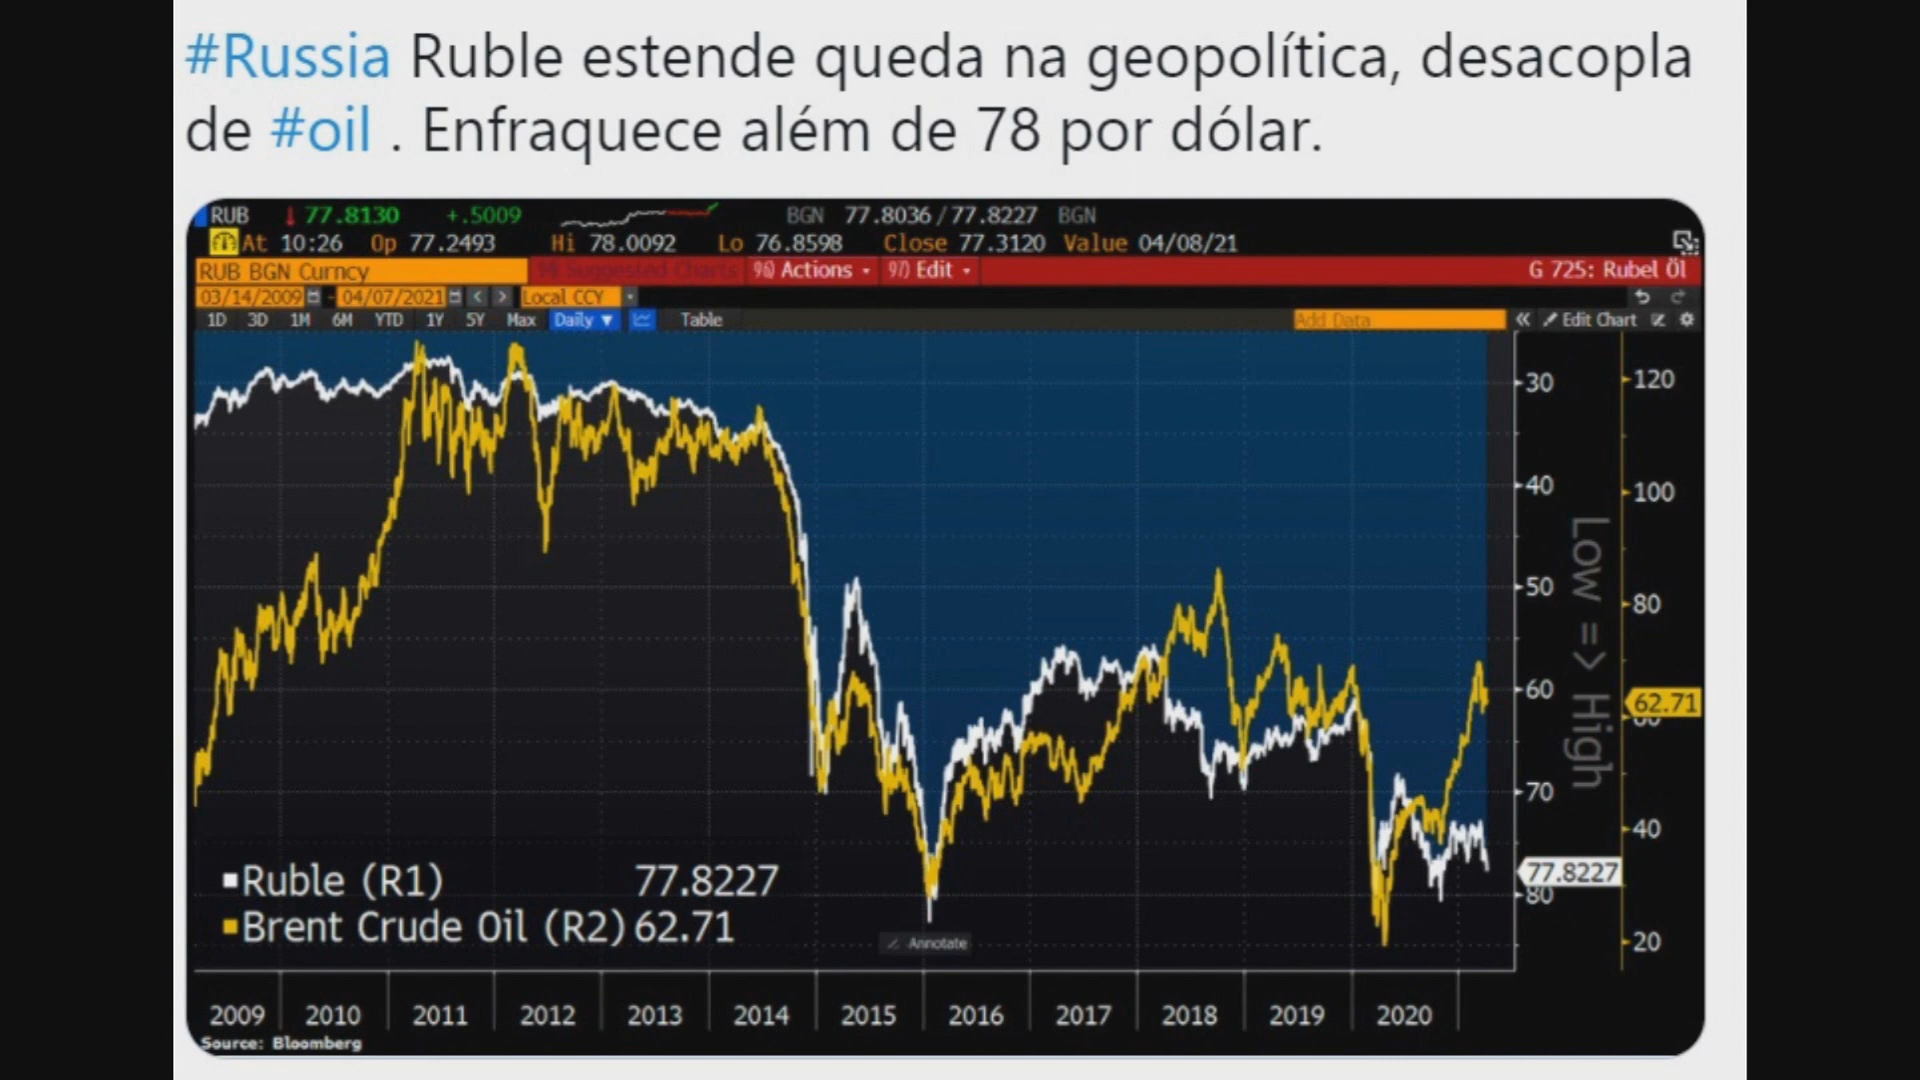 #Russia Ruble estende queda na geopolítica, desacopla
de #oil . Enfraquece além de 78 por dólar.
RUB 77.8130 +.5009 BGN 77.8036/77.8227 BGN
At 10:26 Op 77.2493 Hi 78.0092 Lo 76.8598 Close 77.3120 Value 04/08/21
RUB BGN Curncy Suggested Charts 96) Actions 97) Edit G 725: Rubel Öl
03/14/2009 - 04/07/2021 < > Local CCY
1D 3D 1M 6M YTD 1Y 5Y Max Daily ▼ Table Add Data « Edit Chart
30 120
40 100
50 80
60 60
62.71
70 40
77.8227
80 20
Low => High
Ruble (R1) 77.8227
Brent Crude Oil (R2) 62.71
Annotate
2009 2010 2011 2012 2013 2014 2015 2016 2017 2018 2019 2020
Source: Bloomberg